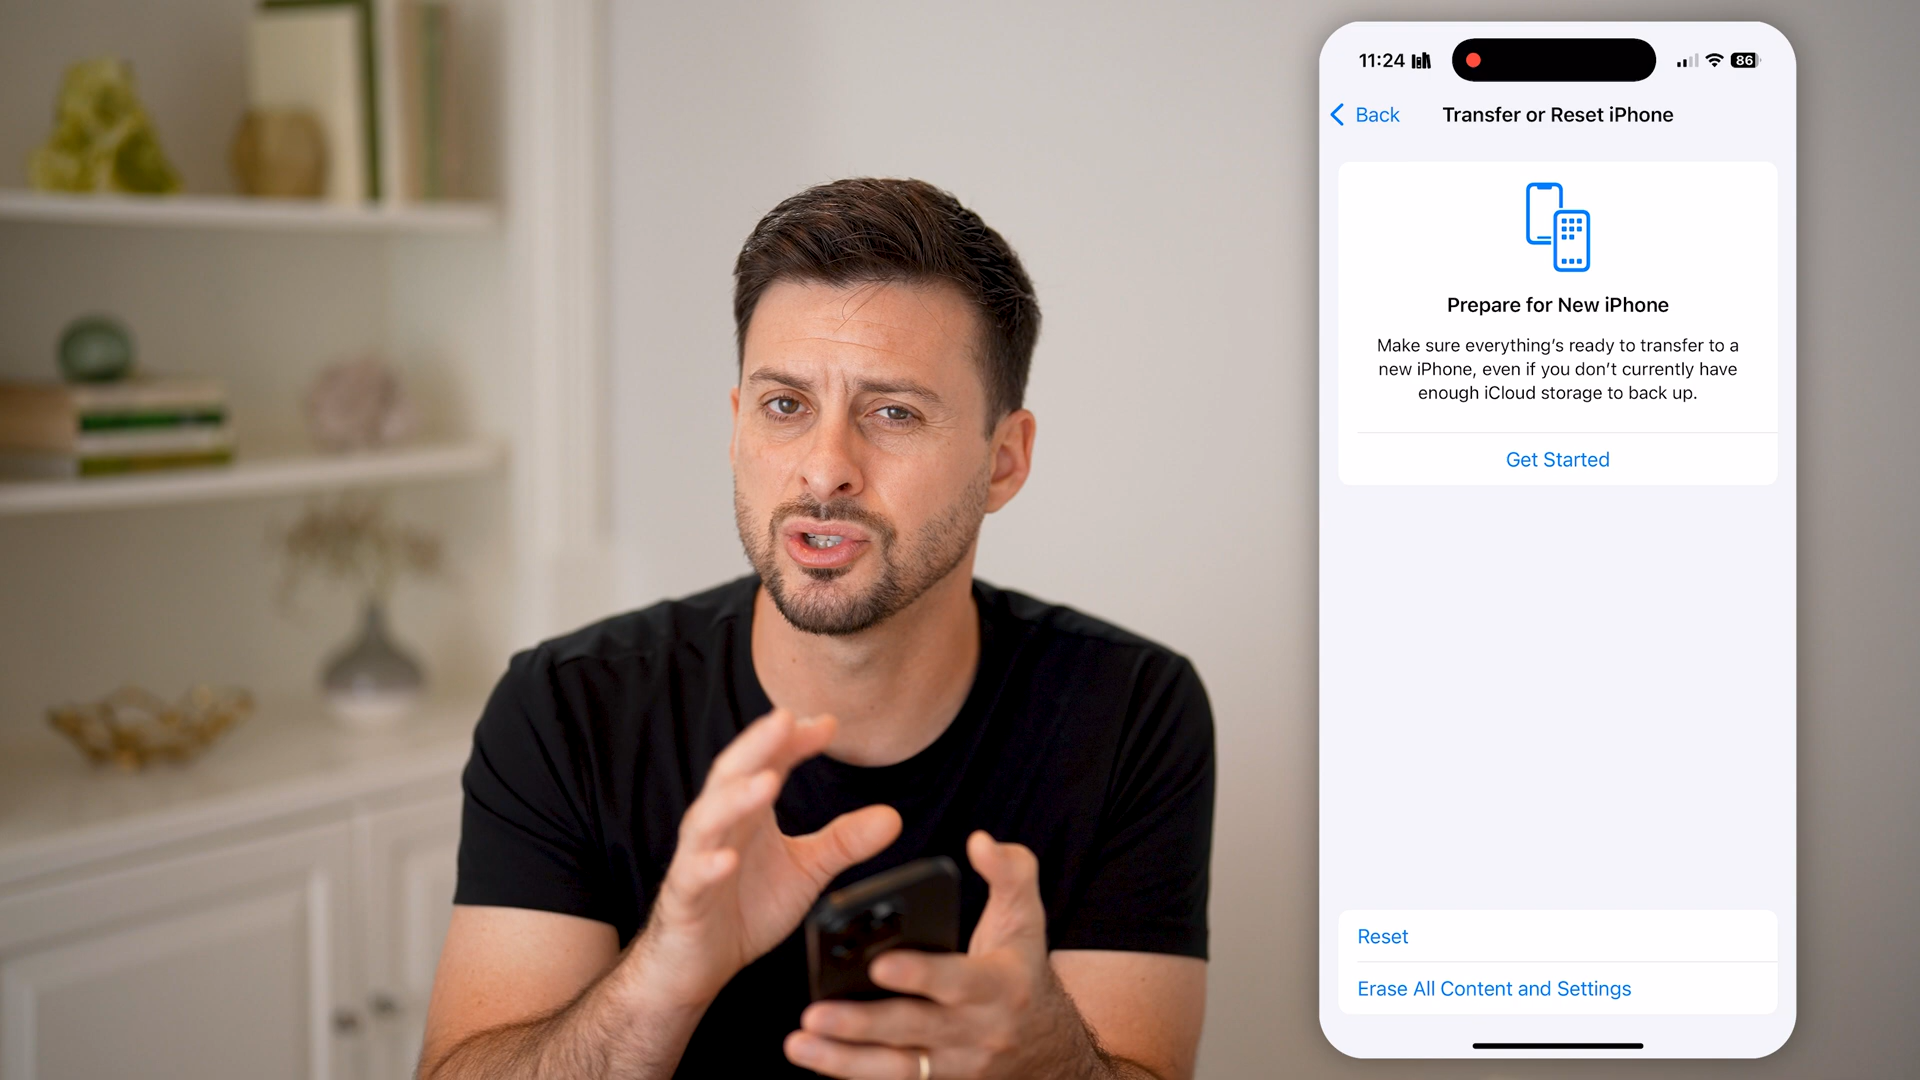 11:24
86
Back
Transfer or Reset iPhone
Prepare for New iPhone
Make sure everything’s ready to transfer to a
new iPhone, even if you don’t currently have
enough iCloud storage to back up.
Get Started
Reset
Erase All Content and Settings